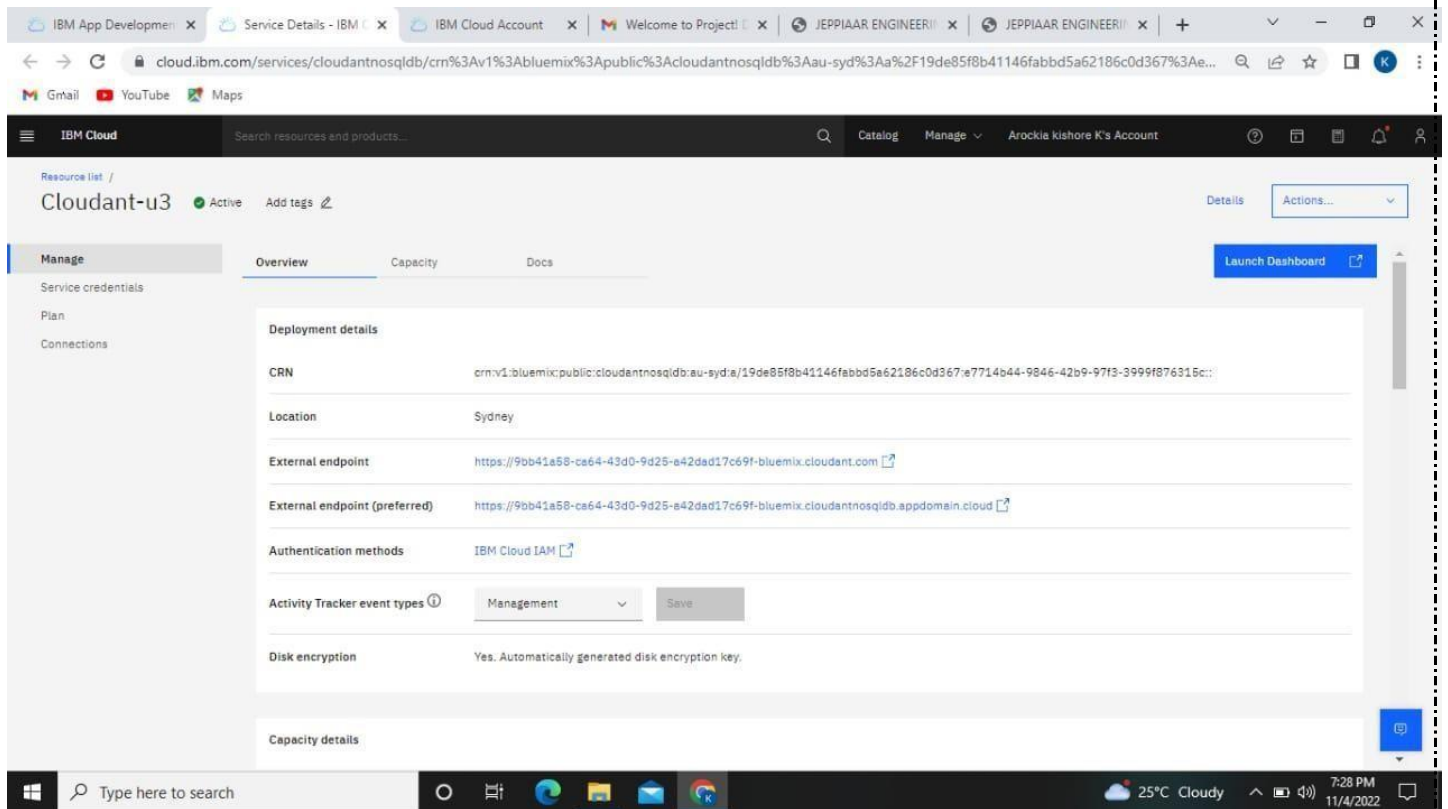 IBM App Developmen
Service Details - IBM C
IBM Cloud Account
Welcome to Project! D
JEPPIAAR ENGINEERIN
JEPPIAAR ENGINEERIN
cloud.ibm.com/services/cloudantnosqldb/crn%3Av1%3Abluemix%3Apublic%3Acloudantnosqldb%3Aau-syd%3Aa%2F19de85f8b41146fabbd5a62186c0d367%3Ae...
K
Gmail YouTube Maps
IBM Cloud Search resources and products... Catalog Manage Arockia kishore K's Account
Resource list /
Cloudant-u3 Active Add tags Details Actions...
Manage
Service credentials
Plan
Connections
Overview Capacity Docs Launch Dashboard
Deployment details
CRN crn:v1:bluemix:public:cloudantnosqldb:au-syd:a/19de85f8b41146fabbd5a62186c0d367:e7714b44-9846-42b9-97f3-3999f876315c::
Location Sydney
External endpoint https://9bb41a58-ca64-43d0-9d25-a42dad17c69f-bluemix.cloudant.com
External endpoint (preferred) https://9bb41a58-ca64-43d0-9d25-a42dad17c69f-bluemix.cloudantnosqldb.appdomain.cloud
Authentication methods IBM Cloud IAM
Activity Tracker event types Management Save
Disk encryption Yes. Automatically generated disk encryption key.
Capacity details
Type here to search 25°C Cloudy 7:28 PM
11/4/2022